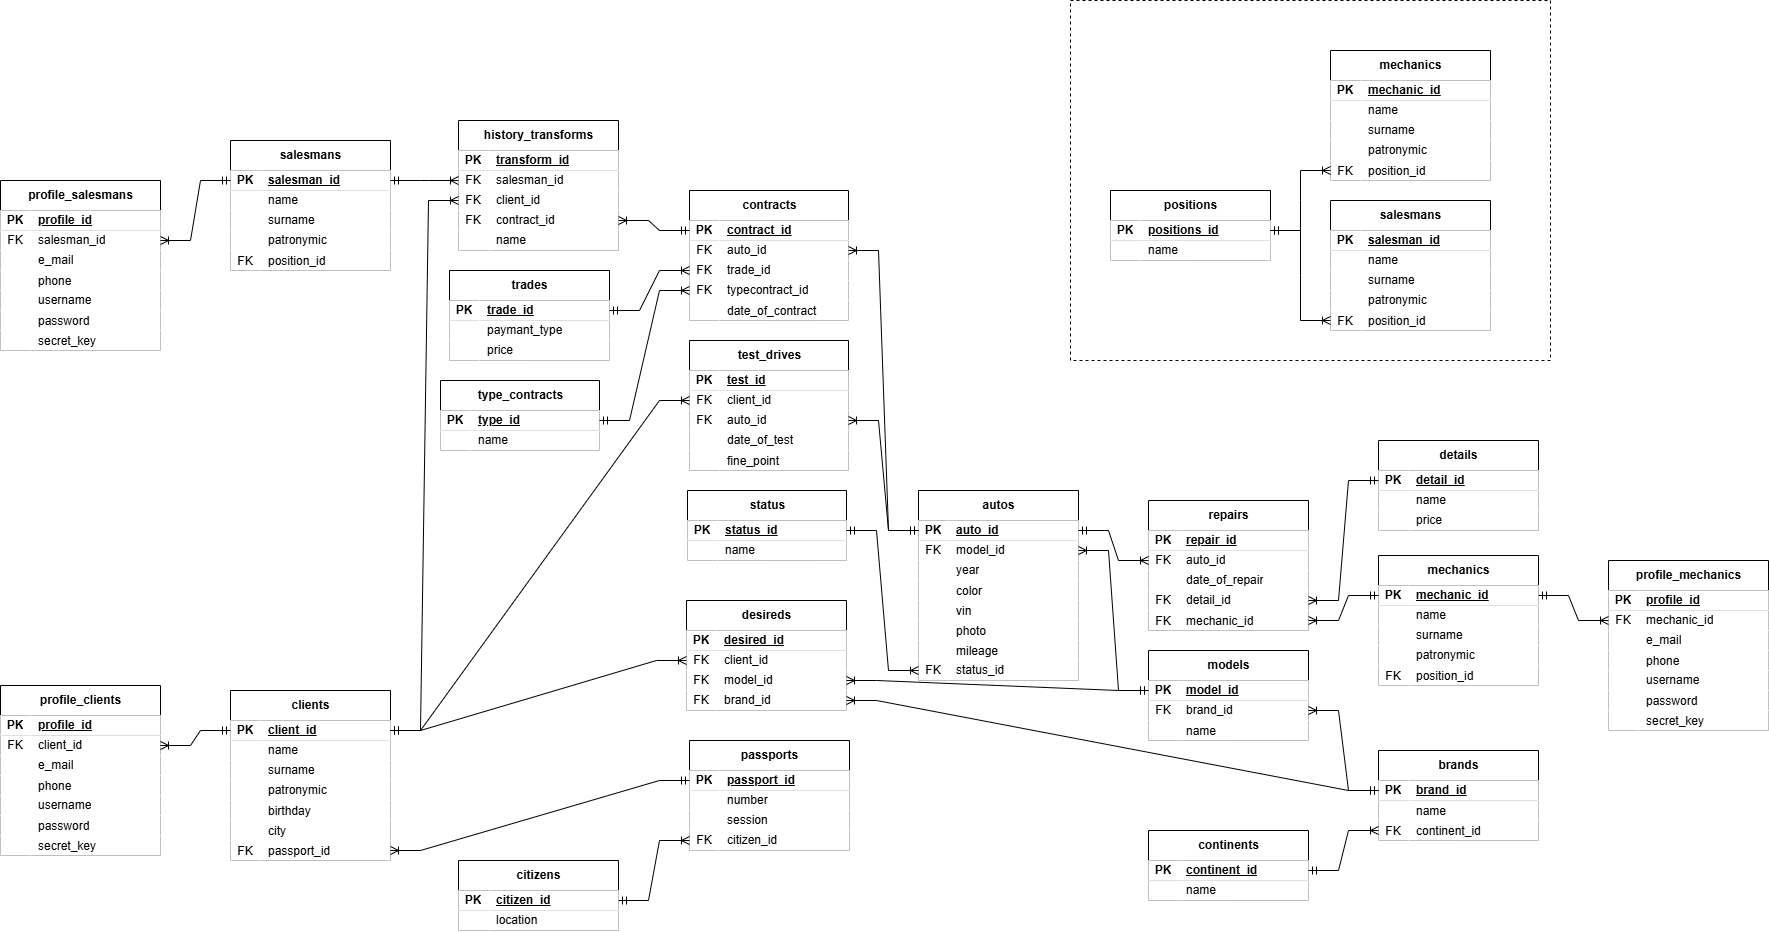 mechanics
PK mechanic_id
name
surname
patronymic
FK position_id
positions
PK positions_id
name
salesmans
PK salesman_id
name
surname
patronymic
FK position_id
profile_salesmans
PK profile_id
FK salesman_id
e_mail
phone
username
password
secret_key
salesmans
PK salesman_id
name
surname
patronymic
FK position_id
history_transforms
PK transform_id
FK salesman_id
FK client_id
FK contract_id
name
contracts
PK contract_id
FK auto_id
FK trade_id
FK typecontract_id
date_of_contract
trades
PK trade_id
paymant_type
price
type_contracts
PK type_id
name
test_drives
PK test_id
FK client_id
FK auto_id
date_of_test
fine_point
status
PK status_id
name
autos
PK auto_id
FK model_id
year
color
vin
photo
mileage
FK status_id
repairs
PK repair_id
FK auto_id
date_of_repair
FK detail_id
FK mechanic_id
details
PK detail_id
name
price
mechanics
PK mechanic_id
name
surname
patronymic
FK position_id
profile_mechanics
PK profile_id
FK mechanic_id
e_mail
phone
username
password
secret_key
desireds
PK desired_id
FK client_id
FK model_id
FK brand_id
models
PK model_id
FK brand_id
name
profile_clients
PK profile_id
FK client_id
e_mail
phone
username
password
secret_key
clients
PK client_id
name
surname
patronymic
birthday
city
FK passport_id
passports
PK passport_id
number
session
FK citizen_id
brands
PK brand_id
name
FK continent_id
citizens
PK citizen_id
location
continents
PK continent_id
name